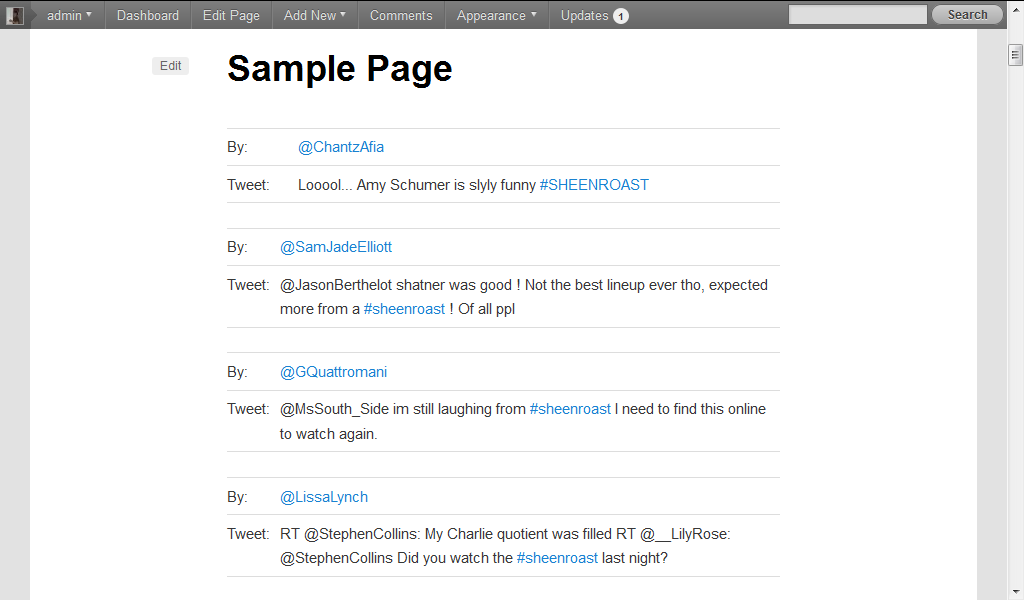 admin Dashboard Edit Page Add New Comments Appearance Updates 1 Search
Edit
Sample Page
By: @ChantzAfia
Tweet: Looool... Amy Schumer is slyly funny #SHEENROAST
By: @SamJadeElliott
Tweet: @JasonBerthelot shatner was good ! Not the best lineup ever tho, expected
more from a #sheenroast ! Of all ppl
By: @GQuattromani
Tweet: @MsSouth_Side im still laughing from #sheenroast I need to find this online
to watch again.
By: @LissaLynch
Tweet: RT @StephenCollins: My Charlie quotient was filled RT @__LilyRose:
@StephenCollins Did you watch the #sheenroast last night?